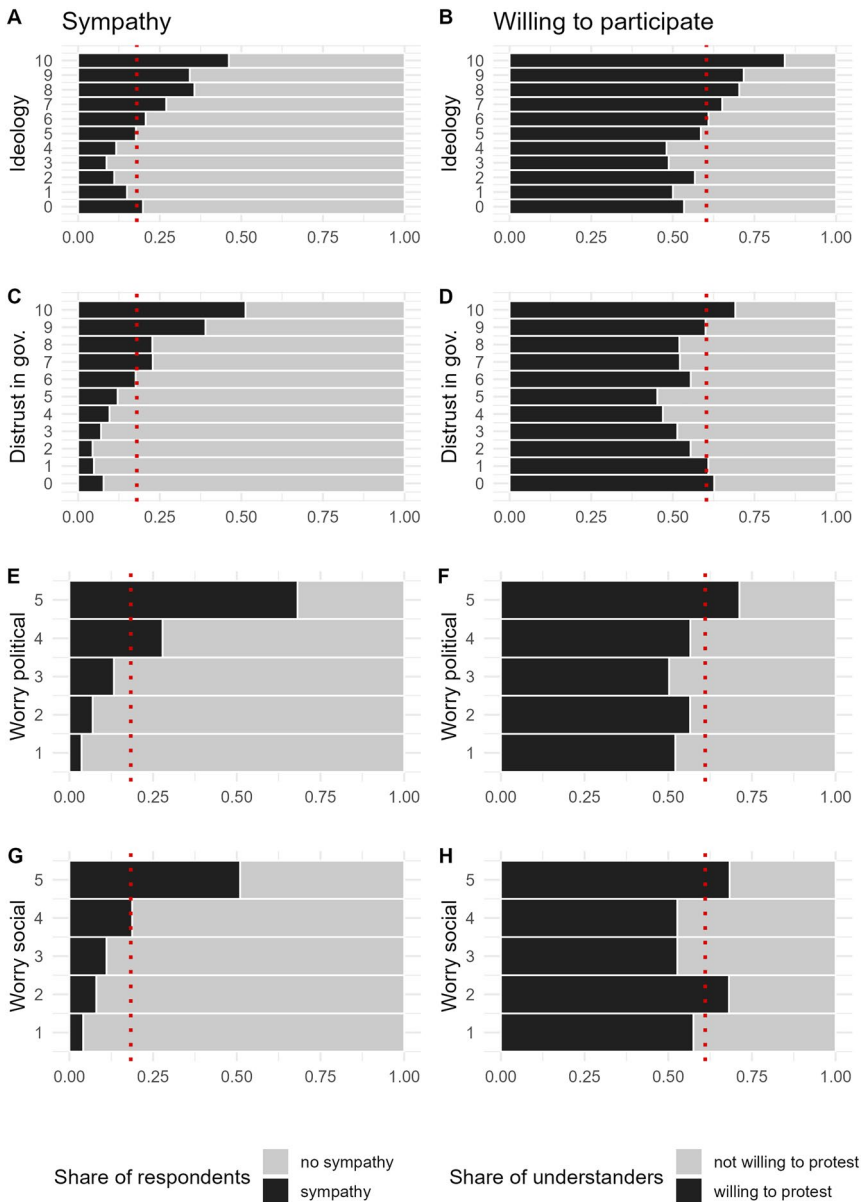 A Sympathy
B Willing to participate
Ideology
10
9
8
7
6
5
4
3
2
1
0
0.00 0.25 0.50 0.75 1.00
Ideology
10
9
8
7
6
5
4
3
2
1
0
0.00 0.25 0.50 0.75 1.00
C
Distrust in gov.
10
9
8
7
6
5
4
3
2
1
0
0.00 0.25 0.50 0.75 1.00
D
Distrust in gov.
10
9
8
7
6
5
4
3
2
1
0
0.00 0.25 0.50 0.75 1.00
E
Worry political
5
4
3
2
1
0.00 0.25 0.50 0.75 1.00
F
Worry political
5
4
3
2
1
0.00 0.25 0.50 0.75 1.00
G
Worry social
5
4
3
2
1
0.00 0.25 0.50 0.75 1.00
H
Worry social
5
4
3
2
1
0.00 0.25 0.50 0.75 1.00
Share of respondents
no sympathy
sympathy
Share of understanders
not willing to protest
willing to protest